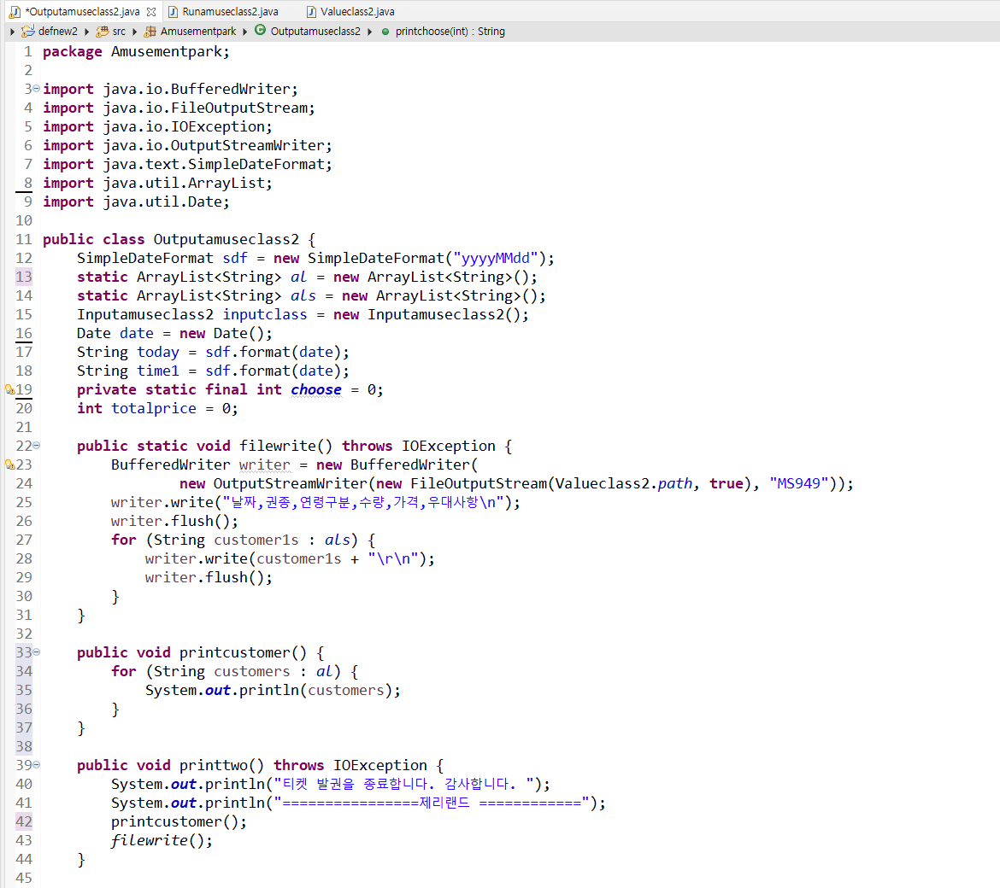 *Outputamuseclass2.java Runamuseclass2.java Valueclass2.java
defnew2 src Amusementpark Outputamuseclass2 printchoose(int) : String
1 package Amusementpark;
2
3 import java.io.BufferedWriter;
4 import java.io.FileOutputStream;
5 import java.io.IOException;
6 import java.io.OutputStreamWriter;
7 import java.text.SimpleDateFormat;
8 import java.util.ArrayList;
9 import java.util.Date;
10
11 public class Outputamuseclass2 {
12 SimpleDateFormat sdf = new SimpleDateFormat("yyyyMMdd");
13 static ArrayList<String> al = new ArrayList<String>();
14 static ArrayList<String> als = new ArrayList<String>();
15 Inputamuseclass2 inputclass = new Inputamuseclass2();
16 Date date = new Date();
17 String today = sdf.format(date);
18 String time1 = sdf.format(date);
19 private static final int choose = 0;
20 int totalprice = 0;
21
22 public static void filewrite() throws IOException {
23 BufferedWriter writer = new BufferedWriter(
24 new OutputStreamWriter(new FileOutputStream(Valueclass2.path, true), "MS949"));
25 writer.write("날짜,권종,연령구분,수량,가격,우대사항\n");
26 writer.flush();
27 for (String customer1s : als) {
28 writer.write(customer1s + "\r\n");
29 writer.flush();
30 }
31 }
32
33 public void printcustomer() {
34 for (String customers : al) {
35 System.out.println(customers);
36 }
37 }
38
39 public void printtwo() throws IOException {
40 System.out.println("티켓 발권을 종료합니다. 감사합니다. ");
41 System.out.println("================제리랜드 ============");
42 printcustomer();
43 filewrite();
44 }
45